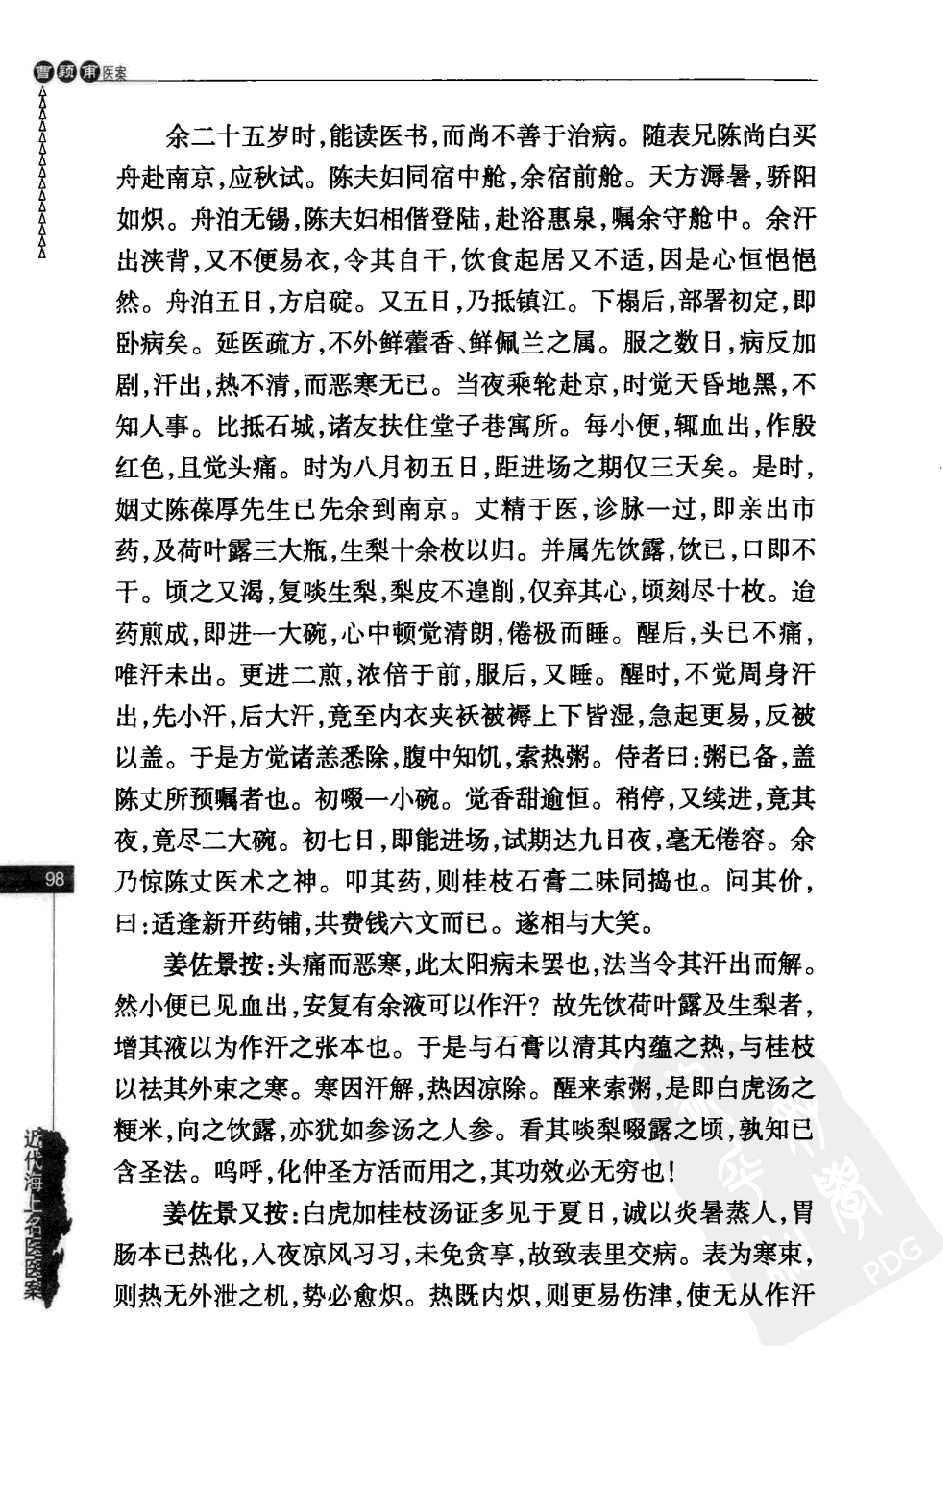 曹颖甫医案
余二十五岁时,能读医书,而尚不善于治病。随表兄陈尚白买
舟赴南京,应秋试。陈夫妇同宿中舱,余宿前舱。天方溽暑,骄阳
如炽。舟泊无锡,陈夫妇相偕登陆,赴浴惠泉,嘱余守舱中。余汗
出浃背,又不便易衣,令其自干,饮食起居又不适,因是心恒悒悒
然。舟泊五日,方启碇。又五日,乃抵镇江。下榻后,部署初定,即
卧病矣。延医疏方,不外鲜藿香、鲜佩兰之属。服之数日,病反加
剧,汗出,热不清,而恶寒无已。当夜乘轮赴京,时觉天昏地黑,不
知人事。比抵石城,诸友扶住堂子巷寓所。每小便,辄血出,作殷
红色,且觉头痛。时为八月初五日,距进场之期仅三天矣。是时,
姻丈陈葆厚先生已先余到南京。丈精于医,诊脉一过,即亲出市
药,及荷叶露三大瓶,生梨十余枚以归。并属先饮露,饮已,口即不
干。顷之又渴,复啖生梨,梨皮不遑削,仅弃其心,顷刻尽十枚。迨
药煎成,即进一大碗,心中顿觉清朗,倦极而睡。醒后,头已不痛,
唯汗未出。更进二煎,浓倍于前,服后,又睡。醒时,不觉周身汗
出,先小汗,后大汗,竟至内衣夹袄被褥上下皆湿,急起更易,反被
以盖。于是方觉诸恙悉除,腹中知饥,索热粥。侍者曰:粥已备,盖
陈丈所预嘱者也。初啜一小碗。觉香甜逾恒。稍停,又续进,竟其
夜,竟尽二大碗。初七日,即能进场,试期达九日夜,毫无倦容。余
乃惊陈丈医术之神。叩其药,则桂枝石膏二味同捣也。问其价,
曰:适逢新开药铺,共费钱六文而已。遂相与大笑。
姜佐景按:头痛而恶寒,此太阳病未罢也,法当令其汗出而解。
然小便已见血出,安复有余液可以作汗?故先饮荷叶露及生梨者,
增其液以为作汗之张本也。于是与石膏以清其内蕴之热,与桂枝
以祛其外束之寒。寒因汗解,热因凉除。醒来索粥,是即白虎汤之
粳米,向之饮露,亦犹如参汤之人参。看其啖梨啜露之顷,孰知已
含圣法。呜呼,化仲圣方活而用之,其功效必无穷也!
姜佐景又按:白虎加桂枝汤证多见于夏日,诚以炎暑蒸人,胃
肠本已热化,入夜凉风习习,未免贪享,故致表里交病。表为寒束,
则热无外泄之机,势必愈炽。热既内炽,则更易伤津,使无从作汗
98
近代海上名医医案
PDG